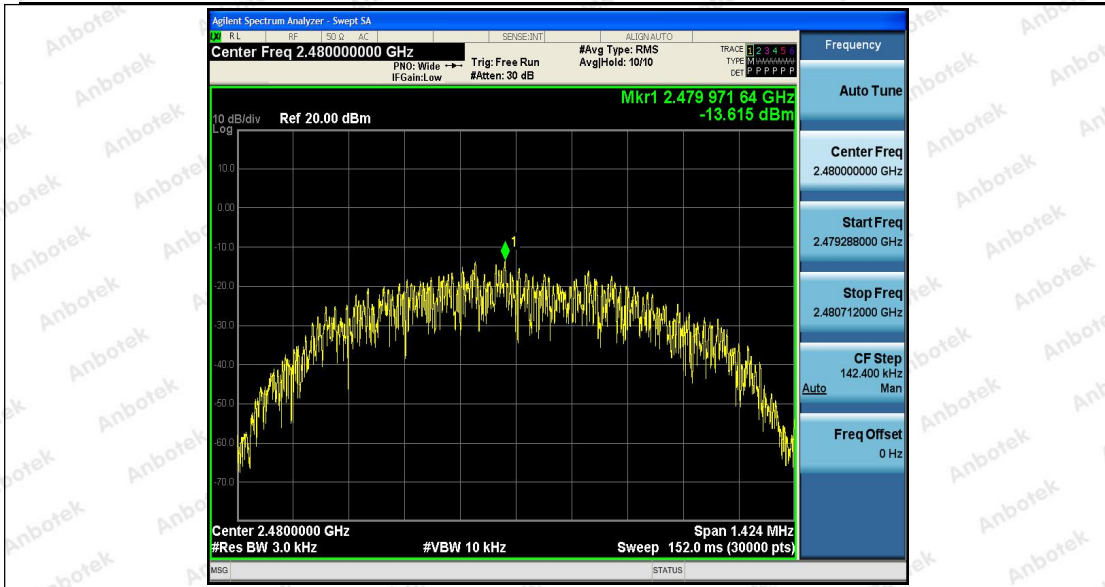 Agilent Spectrum Analyzer - Swept SA
RL RF 50 Ω AC SENSE:INT ALIGN AUTO
Center Freq 2.480000000 GHz
PNO: Wide
IFGain:Low
Trig: Free Run
#Atten: 30 dB
#Avg Type: RMS
Avg|Hold: 10/10
TRACE 1 2 3 4 5 6
TYPE M
DET P P P P P P
Mkr1 2.479 971 64 GHz
-13.615 dBm
10 dB/div Ref 20.00 dBm
Log
10.0
0.00
-10.0
-20.0
-30.0
-40.0
-50.0
-60.0
-70.0
1
Center 2.4800000 GHz
Span 1.424 MHz
#Res BW 3.0 kHz
#VBW 10 kHz
Sweep 152.0 ms (30000 pts)
MSG STATUS
Frequency
Auto Tune
Center Freq
2.480000000 GHz
Start Freq
2.479288000 GHz
Stop Freq
2.480712000 GHz
CF Step
142.400 kHz
Auto Man
Freq Offset
0 Hz
Anbotek